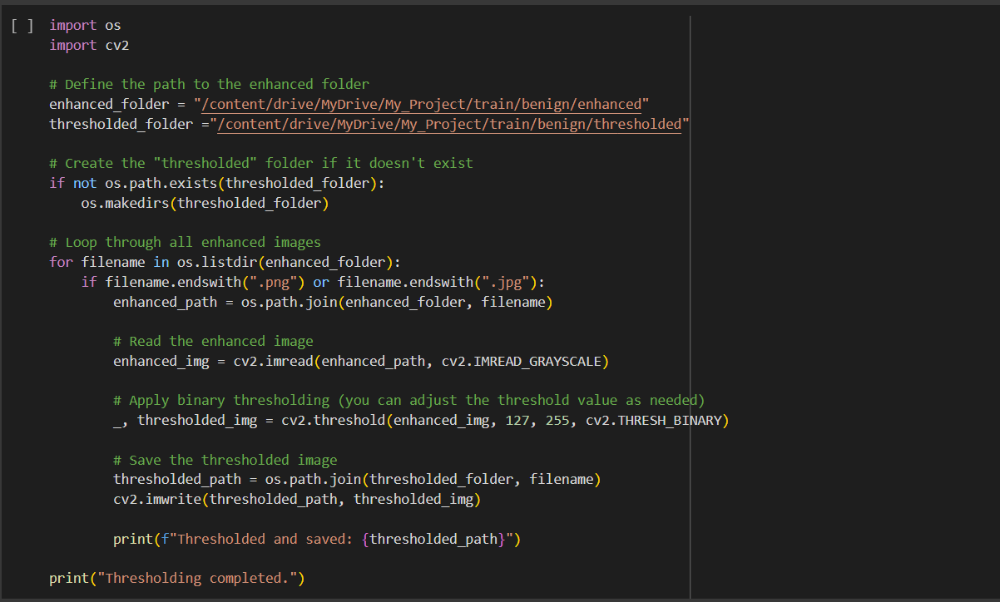 [ ] import os
import cv2
# Define the path to the enhanced folder
enhanced_folder = "/content/drive/MyDrive/My_Project/train/benign/enhanced"
thresholded_folder ="/content/drive/MyDrive/My_Project/train/benign/thresholded"
# Create the "thresholded" folder if it doesn't exist
if not os.path.exists(thresholded_folder):
    os.makedirs(thresholded_folder)
# Loop through all enhanced images
for filename in os.listdir(enhanced_folder):
    if filename.endswith(".png") or filename.endswith(".jpg"):
        enhanced_path = os.path.join(enhanced_folder, filename)
        # Read the enhanced image
        enhanced_img = cv2.imread(enhanced_path, cv2.IMREAD_GRAYSCALE)
        # Apply binary thresholding (you can adjust the threshold value as needed)
        _, thresholded_img = cv2.threshold(enhanced_img, 127, 255, cv2.THRESH_BINARY)
        # Save the thresholded image
        thresholded_path = os.path.join(thresholded_folder, filename)
        cv2.imwrite(thresholded_path, thresholded_img)
        print(f"Thresholded and saved: {thresholded_path}")
print("Thresholding completed.")